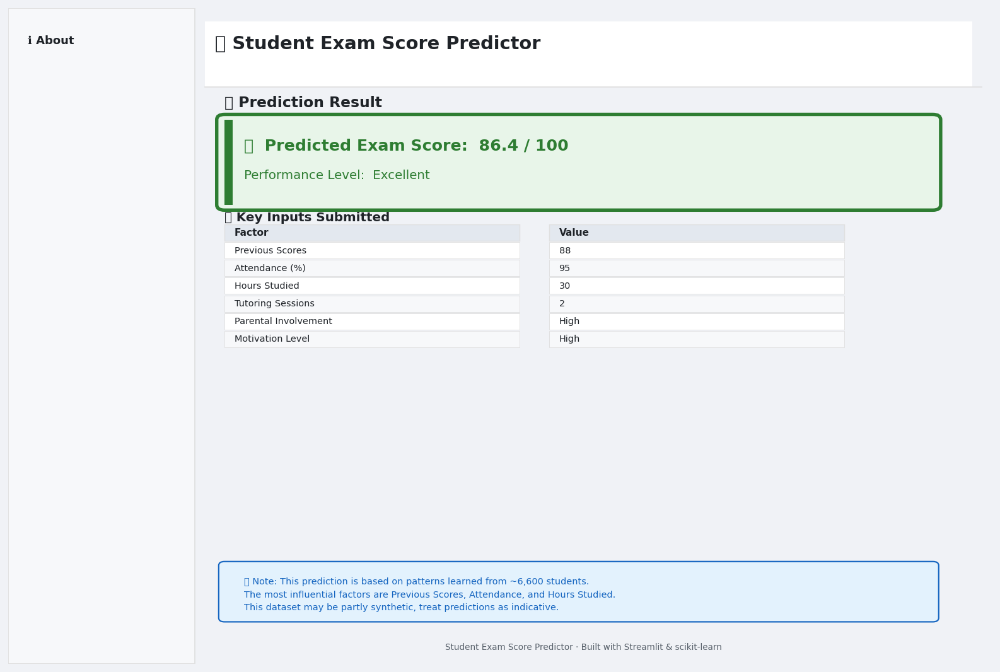 ℹ About
Student Exam Score Predictor
Prediction Result
Predicted Exam Score: 86.4 / 100
Performance Level: Excellent
Key Inputs Submitted
Factor Value
Previous Scores 88
Attendance (%) 95
Hours Studied 30
Tutoring Sessions 2
Parental Involvement High
Motivation Level High
Note: This prediction is based on patterns learned from ~6,600 students.
The most influential factors are Previous Scores, Attendance, and Hours Studied.
This dataset may be partly synthetic, treat predictions as indicative.
Student Exam Score Predictor · Built with Streamlit & scikit-learn